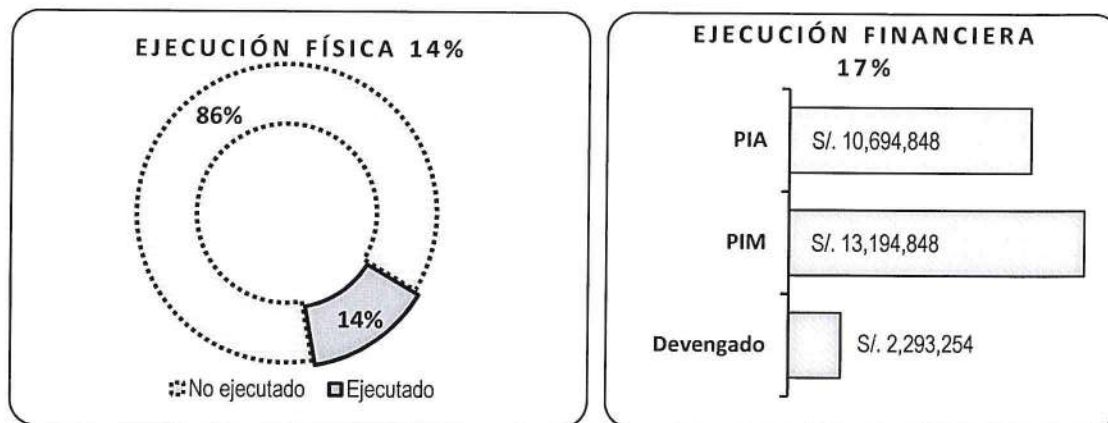 EJECUCIÓN FÍSICA 14%
86%
14%
No ejecutado Ejecutado
EJECUCIÓN FINANCIERA
17%
PIA
S/. 10,694,848
PIM
S/. 13,194,848
Devengado
S/. 2,293,254